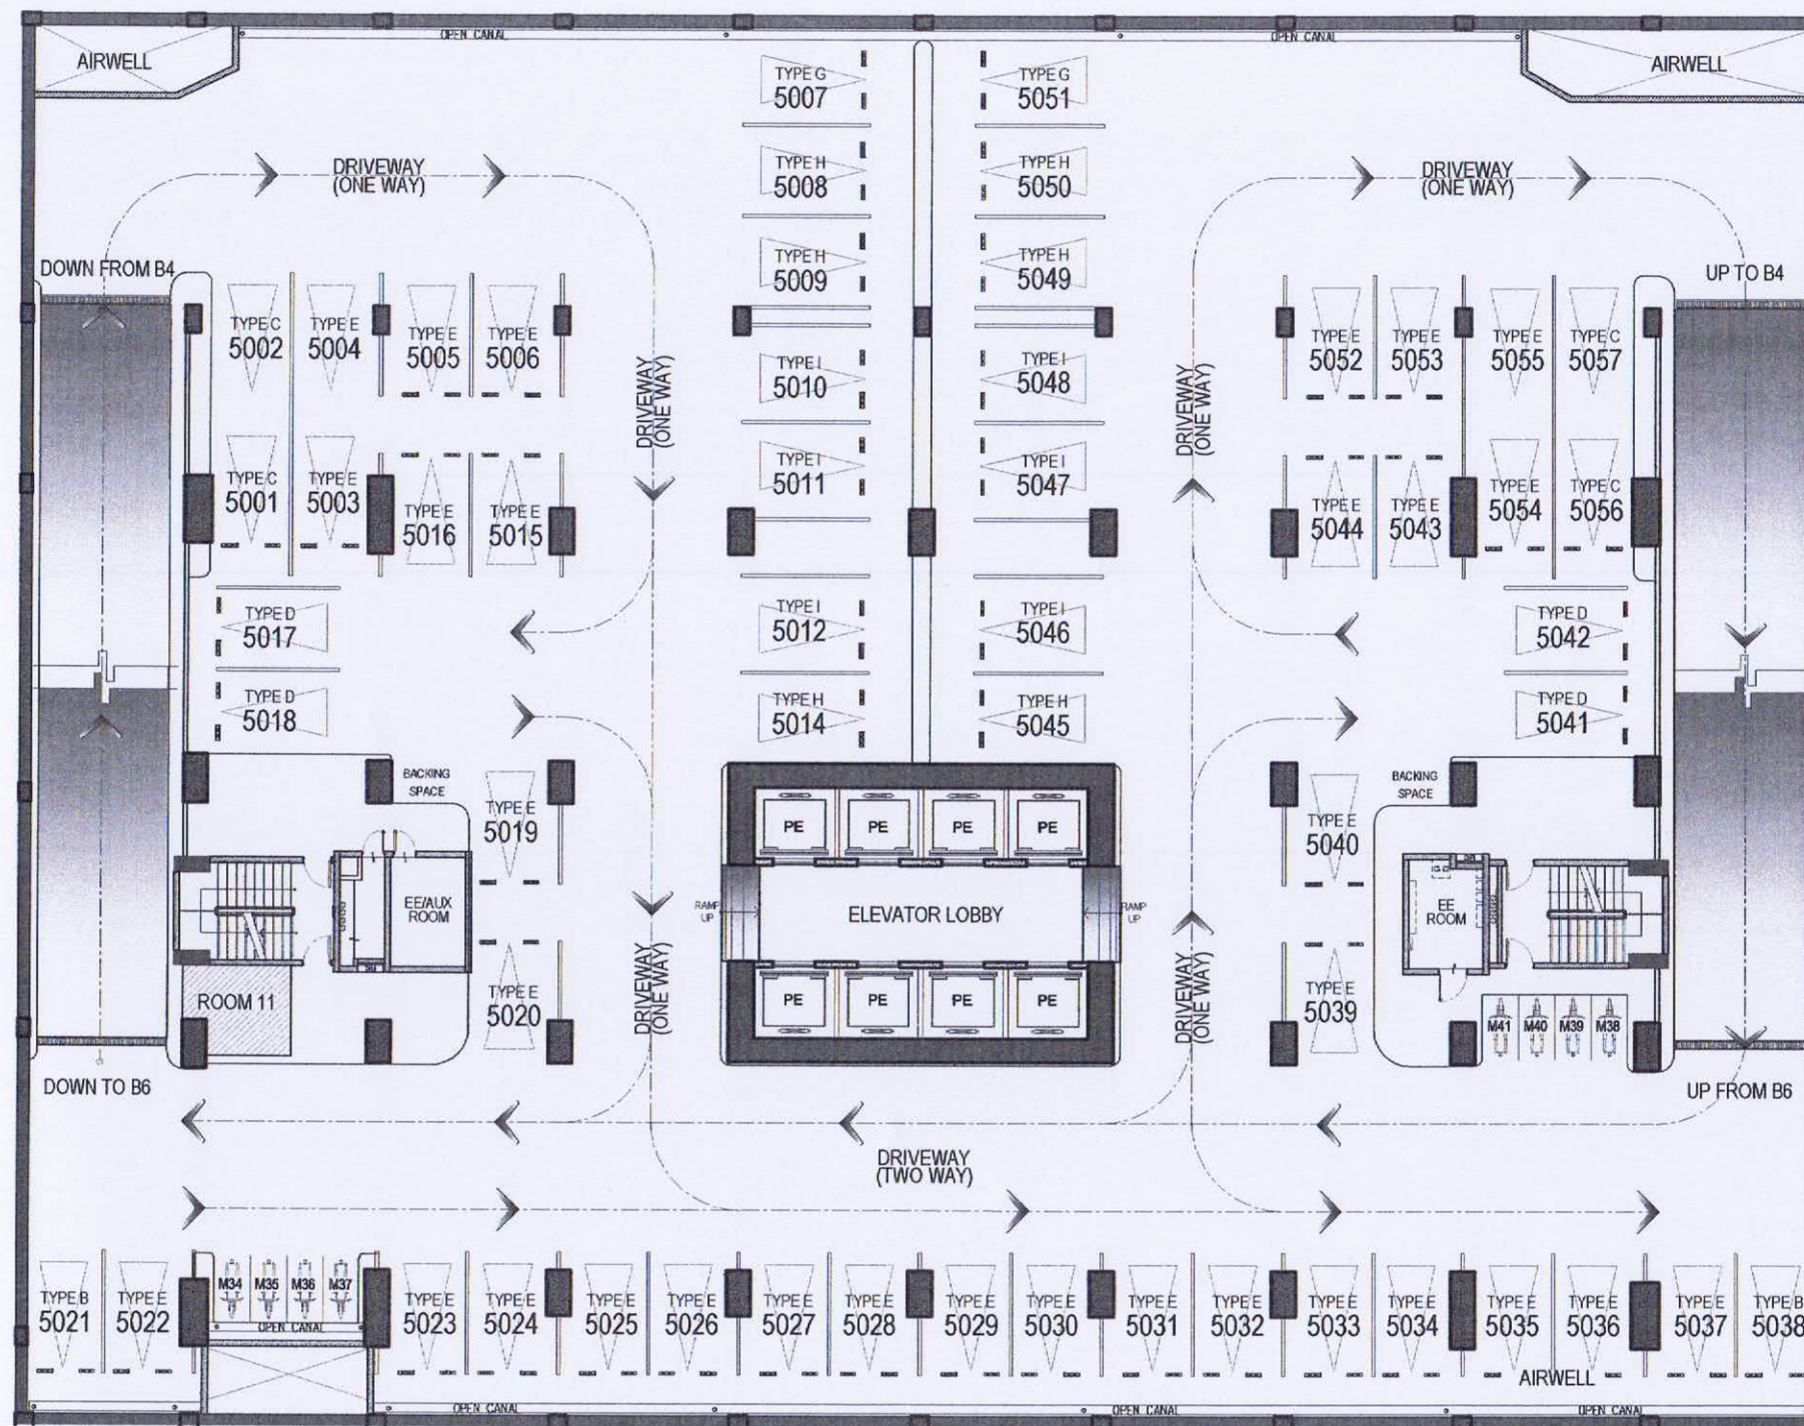 OPEN CANAL
OPEN CANAL
AIRWELL
AIRWELL
TYPE G
5007
TYPE G
5051
DRIVEWAY
(ONE WAY)
TYPE H
5008
TYPE H
5050
DRIVEWAY
(ONE WAY)
DOWN FROM B4
TYPE H
5009
TYPE H
5049
UP TO B4
TYPE C
5002
TYPE E
5004
TYPE E
5005
TYPE E
5006
DRIVEWAY
(ONE WAY)
TYPE I
5010
TYPE I
5048
DRIVEWAY
(ONE WAY)
TYPE E
5052
TYPE E
5053
TYPE E
5055
TYPE C
5057
TYPE C
5001
TYPE E
5003
TYPE E
5016
TYPE E
5015
TYPE I
5011
TYPE I
5047
TYPE E
5044
TYPE E
5043
TYPE E
5054
TYPE C
5056
TYPE D
5017
TYPE I
5012
TYPE I
5046
TYPE D
5042
TYPE D
5018
TYPE H
5014
TYPE H
5045
TYPE D
5041
BACKING
SPACE
BACKING
SPACE
TYPE E
5019
PE
PE
PE
PE
TYPE E
5040
EE/AUX
ROOM
RAMP
UP
ELEVATOR LOBBY
RAMP
UP
EE
ROOM
ROOM 11
TYPE E
5020
DRIVEWAY
(ONE WAY)
PE
PE
PE
PE
DRIVEWAY
(ONE WAY)
TYPE E
5039
M41
M40
M39
M38
DOWN TO B6
UP FROM B6
DRIVEWAY
(TWO WAY)
TYPE B
5021
TYPE E
5022
M34
M35
M36
M37
OPEN CANAL
TYPE E
5023
TYPE E
5024
TYPE E
5025
TYPE E
5026
TYPE E
5027
TYPE E
5028
TYPE E
5029
TYPE E
5030
TYPE E
5031
TYPE E
5032
TYPE E
5033
TYPE E
5034
TYPE E
5035
TYPE E
5036
TYPE E
5037
TYPE B
5038
AIRWELL
OPEN CANAL
OPEN CANAL
OPEN CANAL